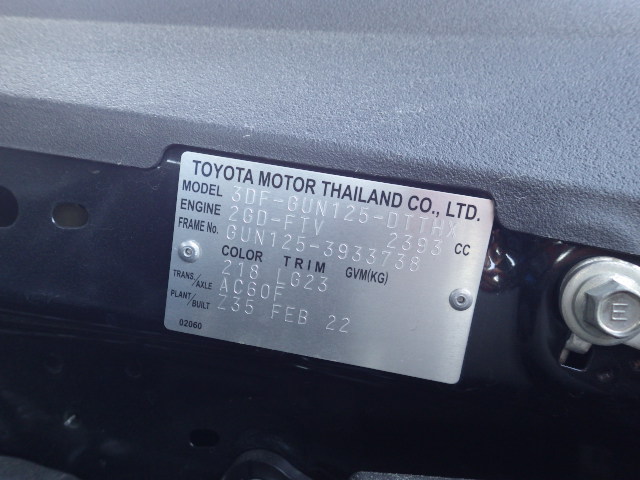 TOYOTA MOTOR THAILAND CO., LTD.
MODEL 3DF-GUN125-DTTHX
ENGINE 2GD-FTV 2393 CC
FRAME No. GUN125-3933738
COLOR TRIM GVM(KG)
218 LG23
TRANS./AXLE AC60F
PLANT/BUILT Z35 FEB 22
02060
E